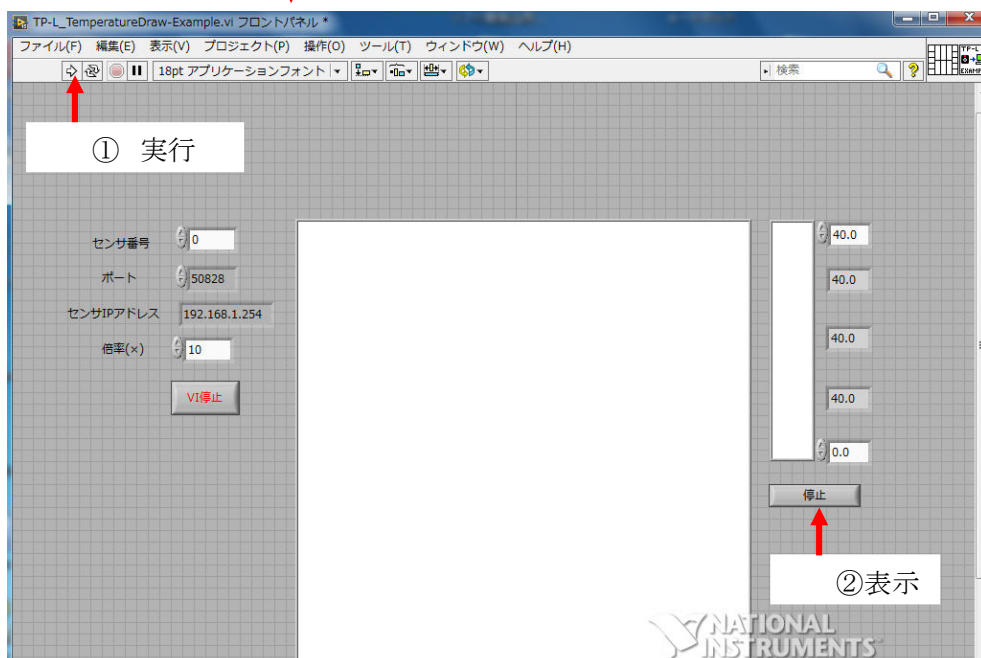 TP-L_TemperatureDraw-Example.vi フロントパネル *
ファイル(F) 編集(E) 表示(V) プロジェクト(P) 操作(O) ツール(T) ウィンドウ(W) ヘルプ(H)
18pt アプリケーションフォント
検索
TP-L
① 実行
センサ番号 0
ポート 50828
センサIPアドレス 192.168.1.254
倍率(×) 10
VI停止
40.0
40.0
40.0
40.0
0.0
停止
②表示
NATIONAL
INSTRUMENTS